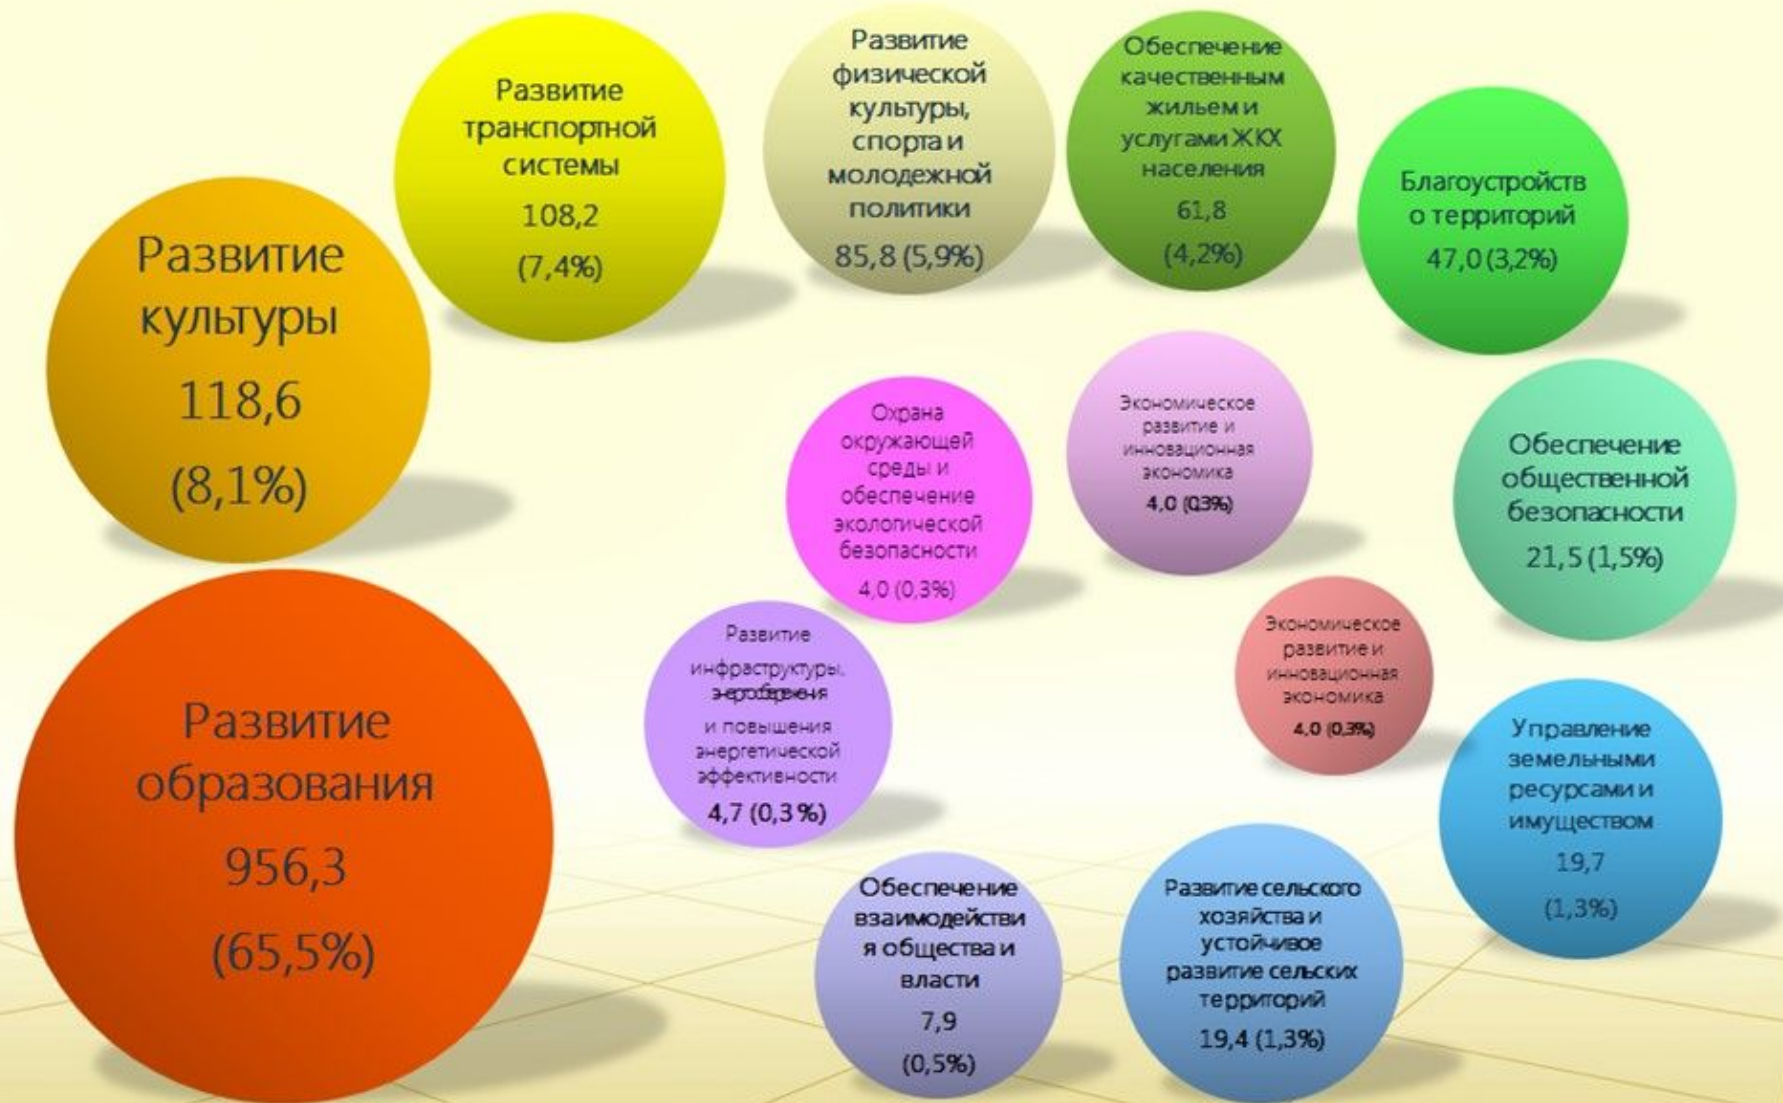 Развитие
культуры
118,6
(8,1%)
Развитие
транспортной
системы
108,2
(7,4%)
Развитие
физической
культуры,
спорта и
молодежной
политики
85,8 (5,9%)
Обеспечение
качественным
жильем и
услугами ЖКХ
населения
61,8
(4,2%)
Благоустройств
о территорий
47,0 (3,2%)
Охрана
окружающей
среды и
обеспечение
экологической
безопасности
4,0 (0,3%)
Экономическое
развитие и
инновационная
экономика
4,0 (0,3%)
Обеспечение
общественной
безопасности
21,5 (1,5%)
Развитие
образования
956,3
(65,5%)
Развитие
инфраструктуры,
и повышения
энергетической
эффективности
4,7 (0,3%)
Экономическое
развитие и
инновационная
экономика
4,0 (0,3%)
Управление
земельными
ресурсами и
имуществом
19,7
(1,3%)
Обеспечение
взаимодействи
я общества и
власти
7,9
(0,5%)
Развитие сельского
хозяйства и
устойчивое
развитие сельских
территорий
19,4 (1,3%)